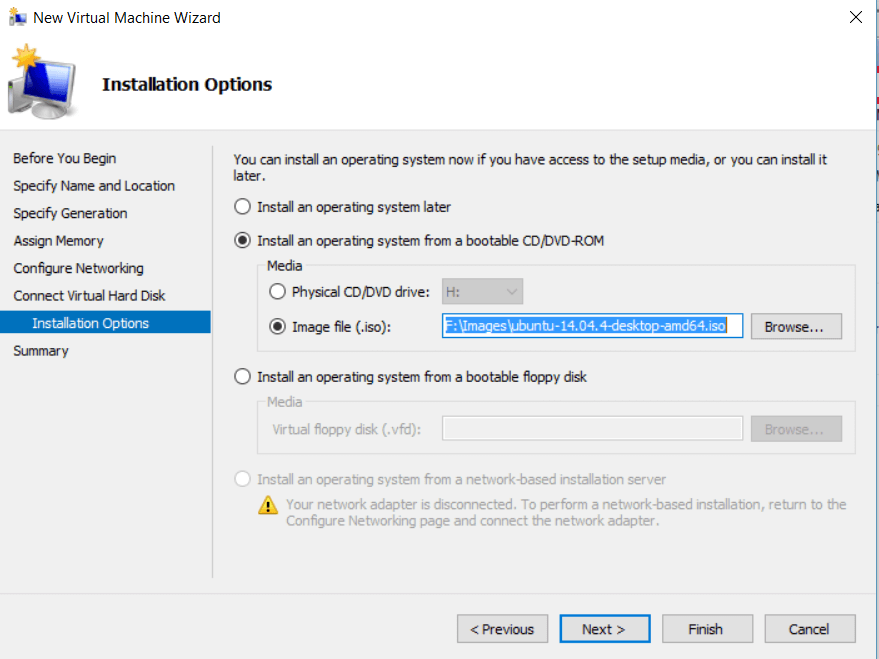 New Virtual Machine Wizard
Installation Options
Before You Begin
Specify Name and Location
Specify Generation
Assign Memory
Configure Networking
Connect Virtual Hard Disk
Installation Options
Summary
You can install an operating system now if you have access to the setup media, or you can install it
later.
Install an operating system later
Install an operating system from a bootable CD/DVD-ROM
Media
Physical CD/DVD drive: H:
Image file (.iso): F:\Images\ubuntu-14.04.4-desktop-amd64.iso Browse...
Install an operating system from a bootable floppy disk
Media
Virtual floppy disk (.vfd): Browse...
Install an operating system from a network-based installation server
Your network adapter is disconnected. To perform a network-based installation, return to the
Configure Networking page and connect the network adapter.
< Previous Next > Finish Cancel